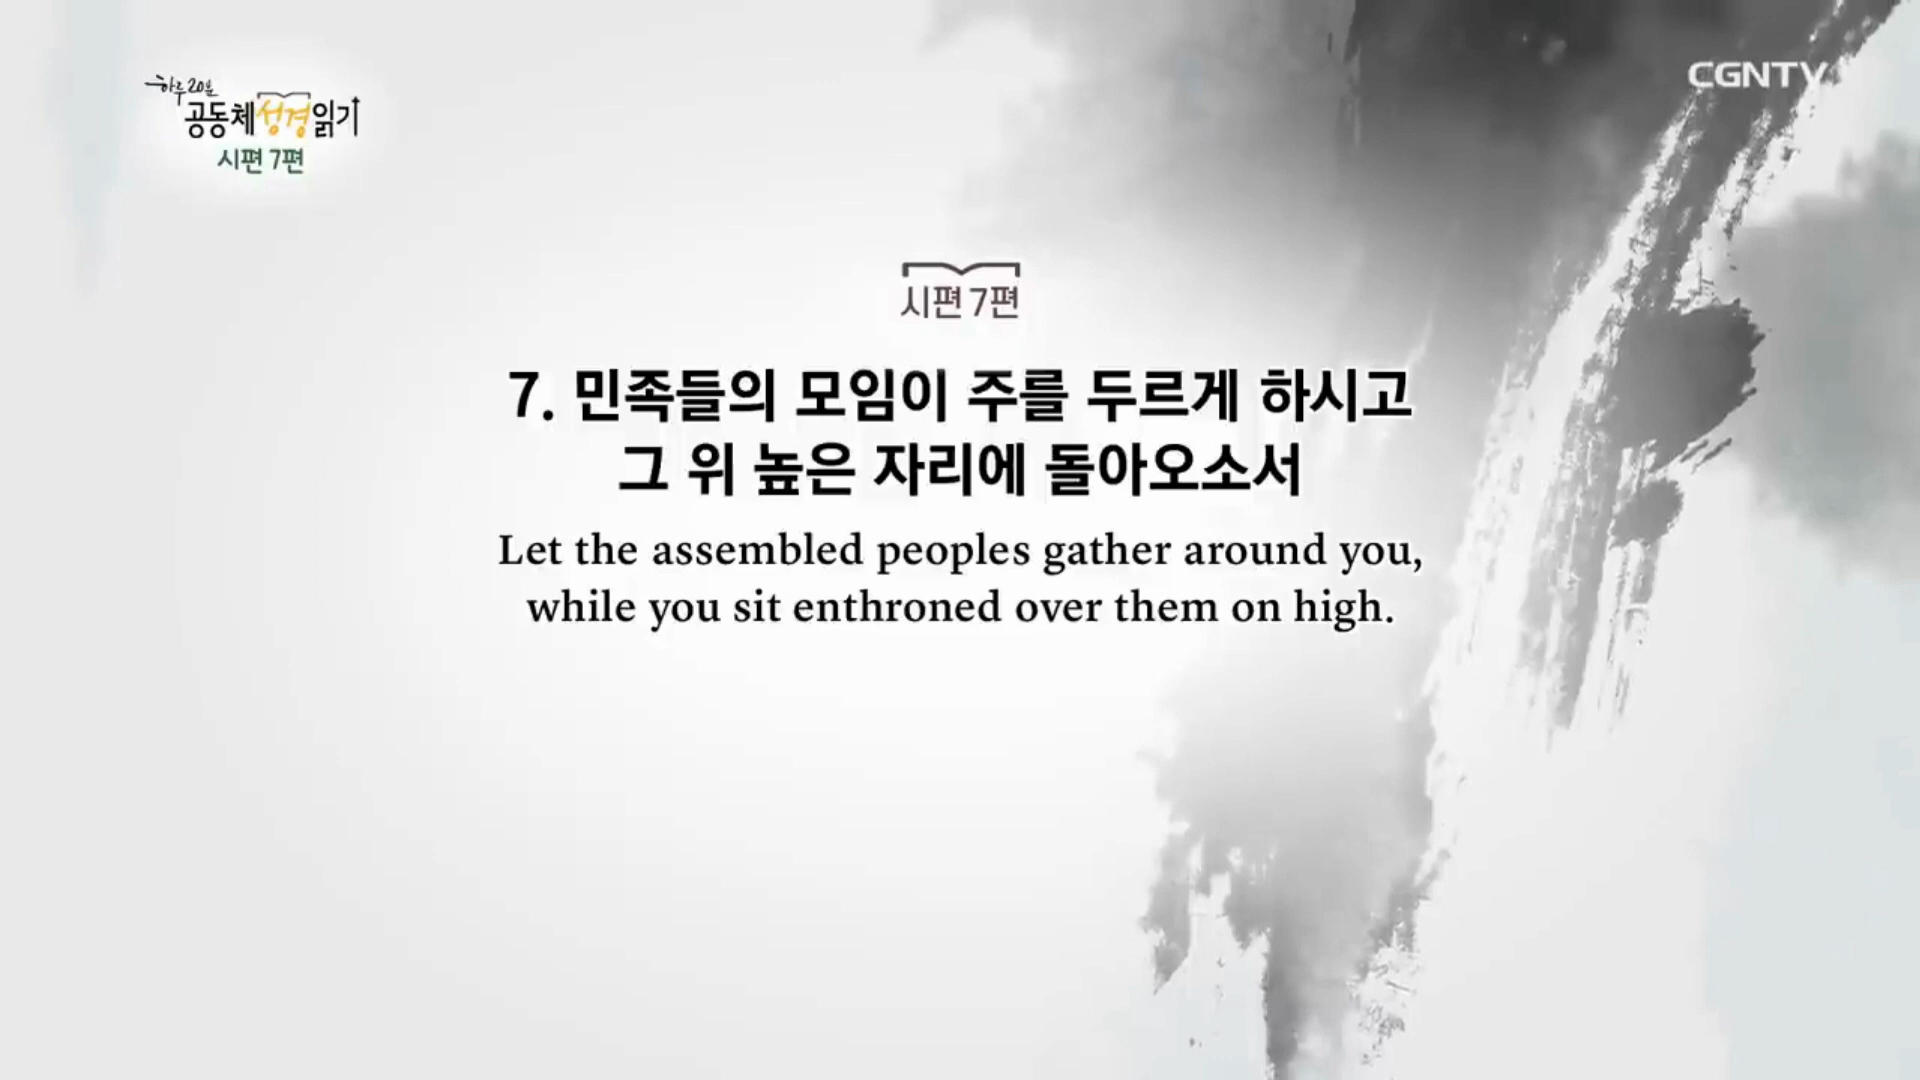 하루 20분
공동체성경읽기
시편 7편
CGNTV
시편 7편
7. 민족들의 모임이 주를 두르게 하시고
그 위 높은 자리에 돌아오소서
Let the assembled peoples gather around you,
while you sit enthroned over them on high.